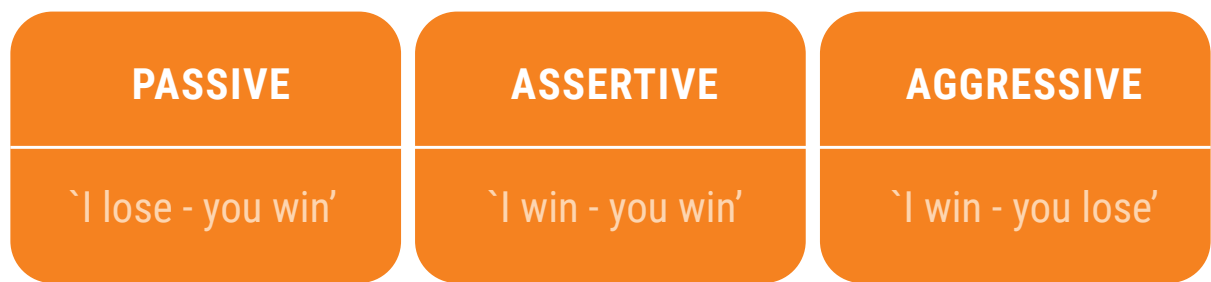 PASSIVE
ASSERTIVE
AGGRESSIVE
`I lose - you win’
`I win - you win’
`I win - you lose’